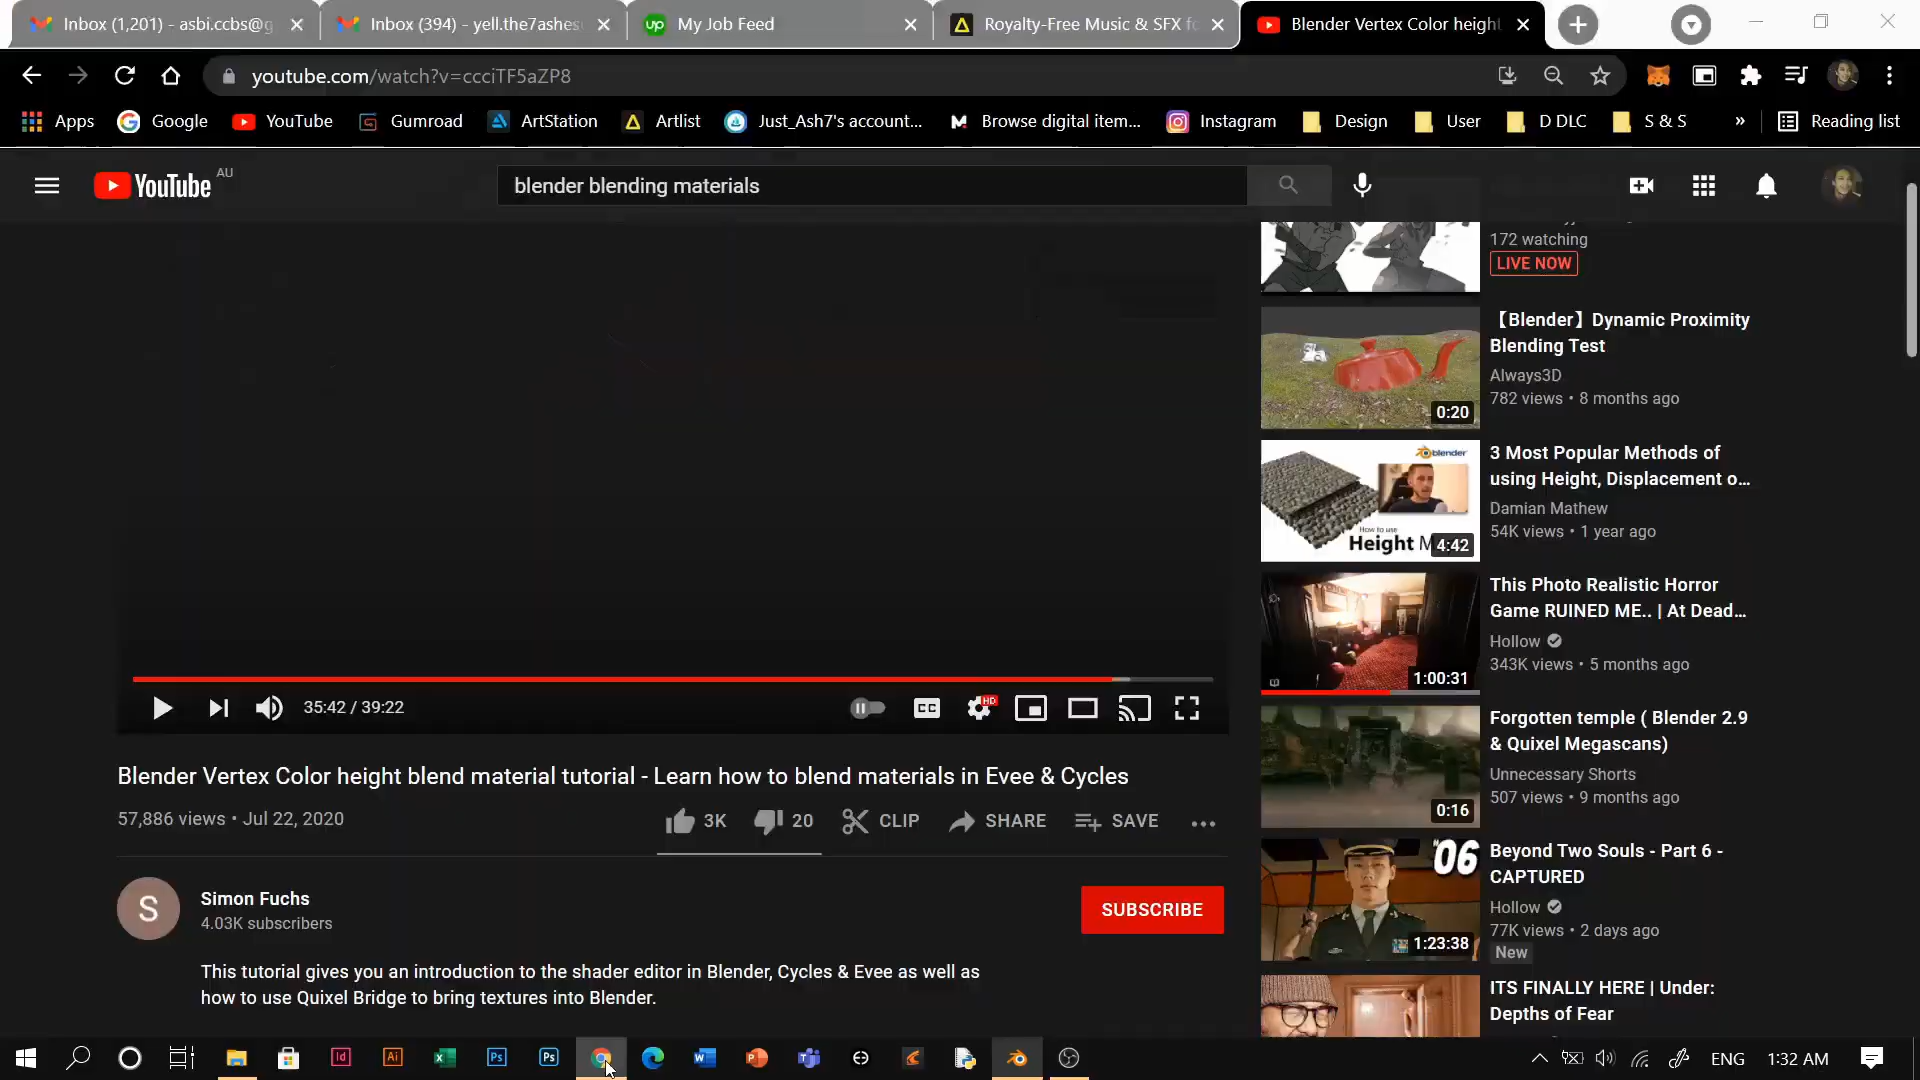 Inbox (1,201) - asbi.ccbs@g
Inbox (394) - yell.the7ashes
My Job Feed
Royalty-Free Music & SFX fo
Blender Vertex Color height
youtube.com/watch?v=ccciTF5aZP8
Apps
Google
YouTube
Gumroad
ArtStation
Artlist
Just_Ash7's account...
Browse digital item...
Instagram
Design
User
D DLC
S & S
»
Reading list
YouTube AU
blender blending materials
172 watching
LIVE NOW
【Blender】Dynamic Proximity
Blending Test
Always3D
782 views • 8 months ago
0:20
3 Most Popular Methods of
using Height, Displacement o...
Damian Mathew
54K views • 1 year ago
blender
How to use
Height M
4:42
This Photo Realistic Horror
Game RUINED ME.. | At Dead...
Hollow
343K views • 5 months ago
1:00:31
Forgotten temple ( Blender 2.9
& Quixel Megascans)
Unnecessary Shorts
507 views • 9 months ago
0:16
Beyond Two Souls - Part 6 -
CAPTURED
Hollow
77K views • 2 days ago
New
06
1:23:38
ITS FINALLY HERE | Under:
Depths of Fear
35:42 / 39:22
CC
HD
Blender Vertex Color height blend material tutorial - Learn how to blend materials in Evee & Cycles
57,886 views • Jul 22, 2020
3K
20
CLIP
SHARE
SAVE
S
Simon Fuchs
4.03K subscribers
SUBSCRIBE
This tutorial gives you an introduction to the shader editor in Blender, Cycles & Evee as well as
how to use Quixel Bridge to bring textures into Blender.
Id
Ai
Ps
Ps
ENG
1:32 AM